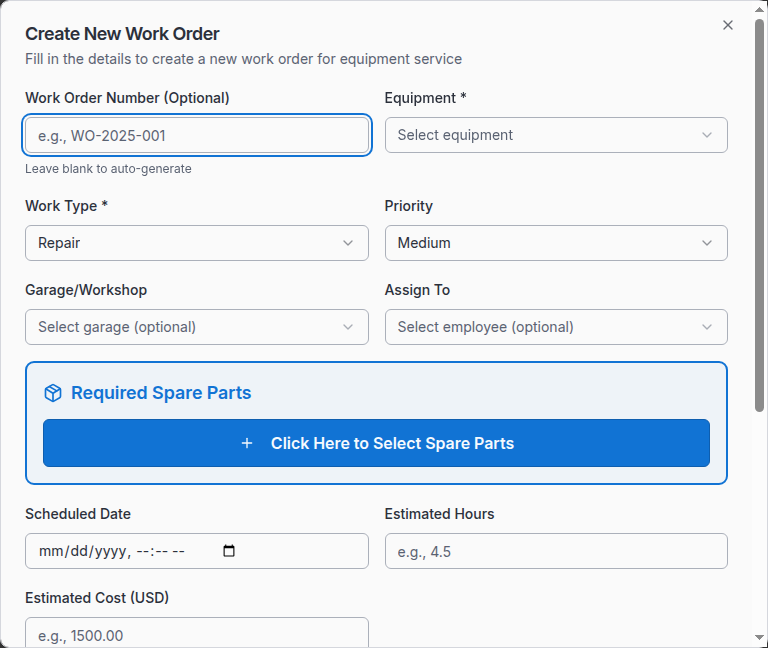 Create New Work Order
Fill in the details to create a new work order for equipment service
Work Order Number (Optional)
e.g., WO-2025-001
Leave blank to auto-generate
Equipment *
Select equipment
Work Type *
Repair
Priority
Medium
Garage/Workshop
Select garage (optional)
Assign To
Select employee (optional)
Required Spare Parts
+ Click Here to Select Spare Parts
Scheduled Date
mm/dd/yyyy, --:-- --
Estimated Hours
e.g., 4.5
Estimated Cost (USD)
e.g., 1500.00